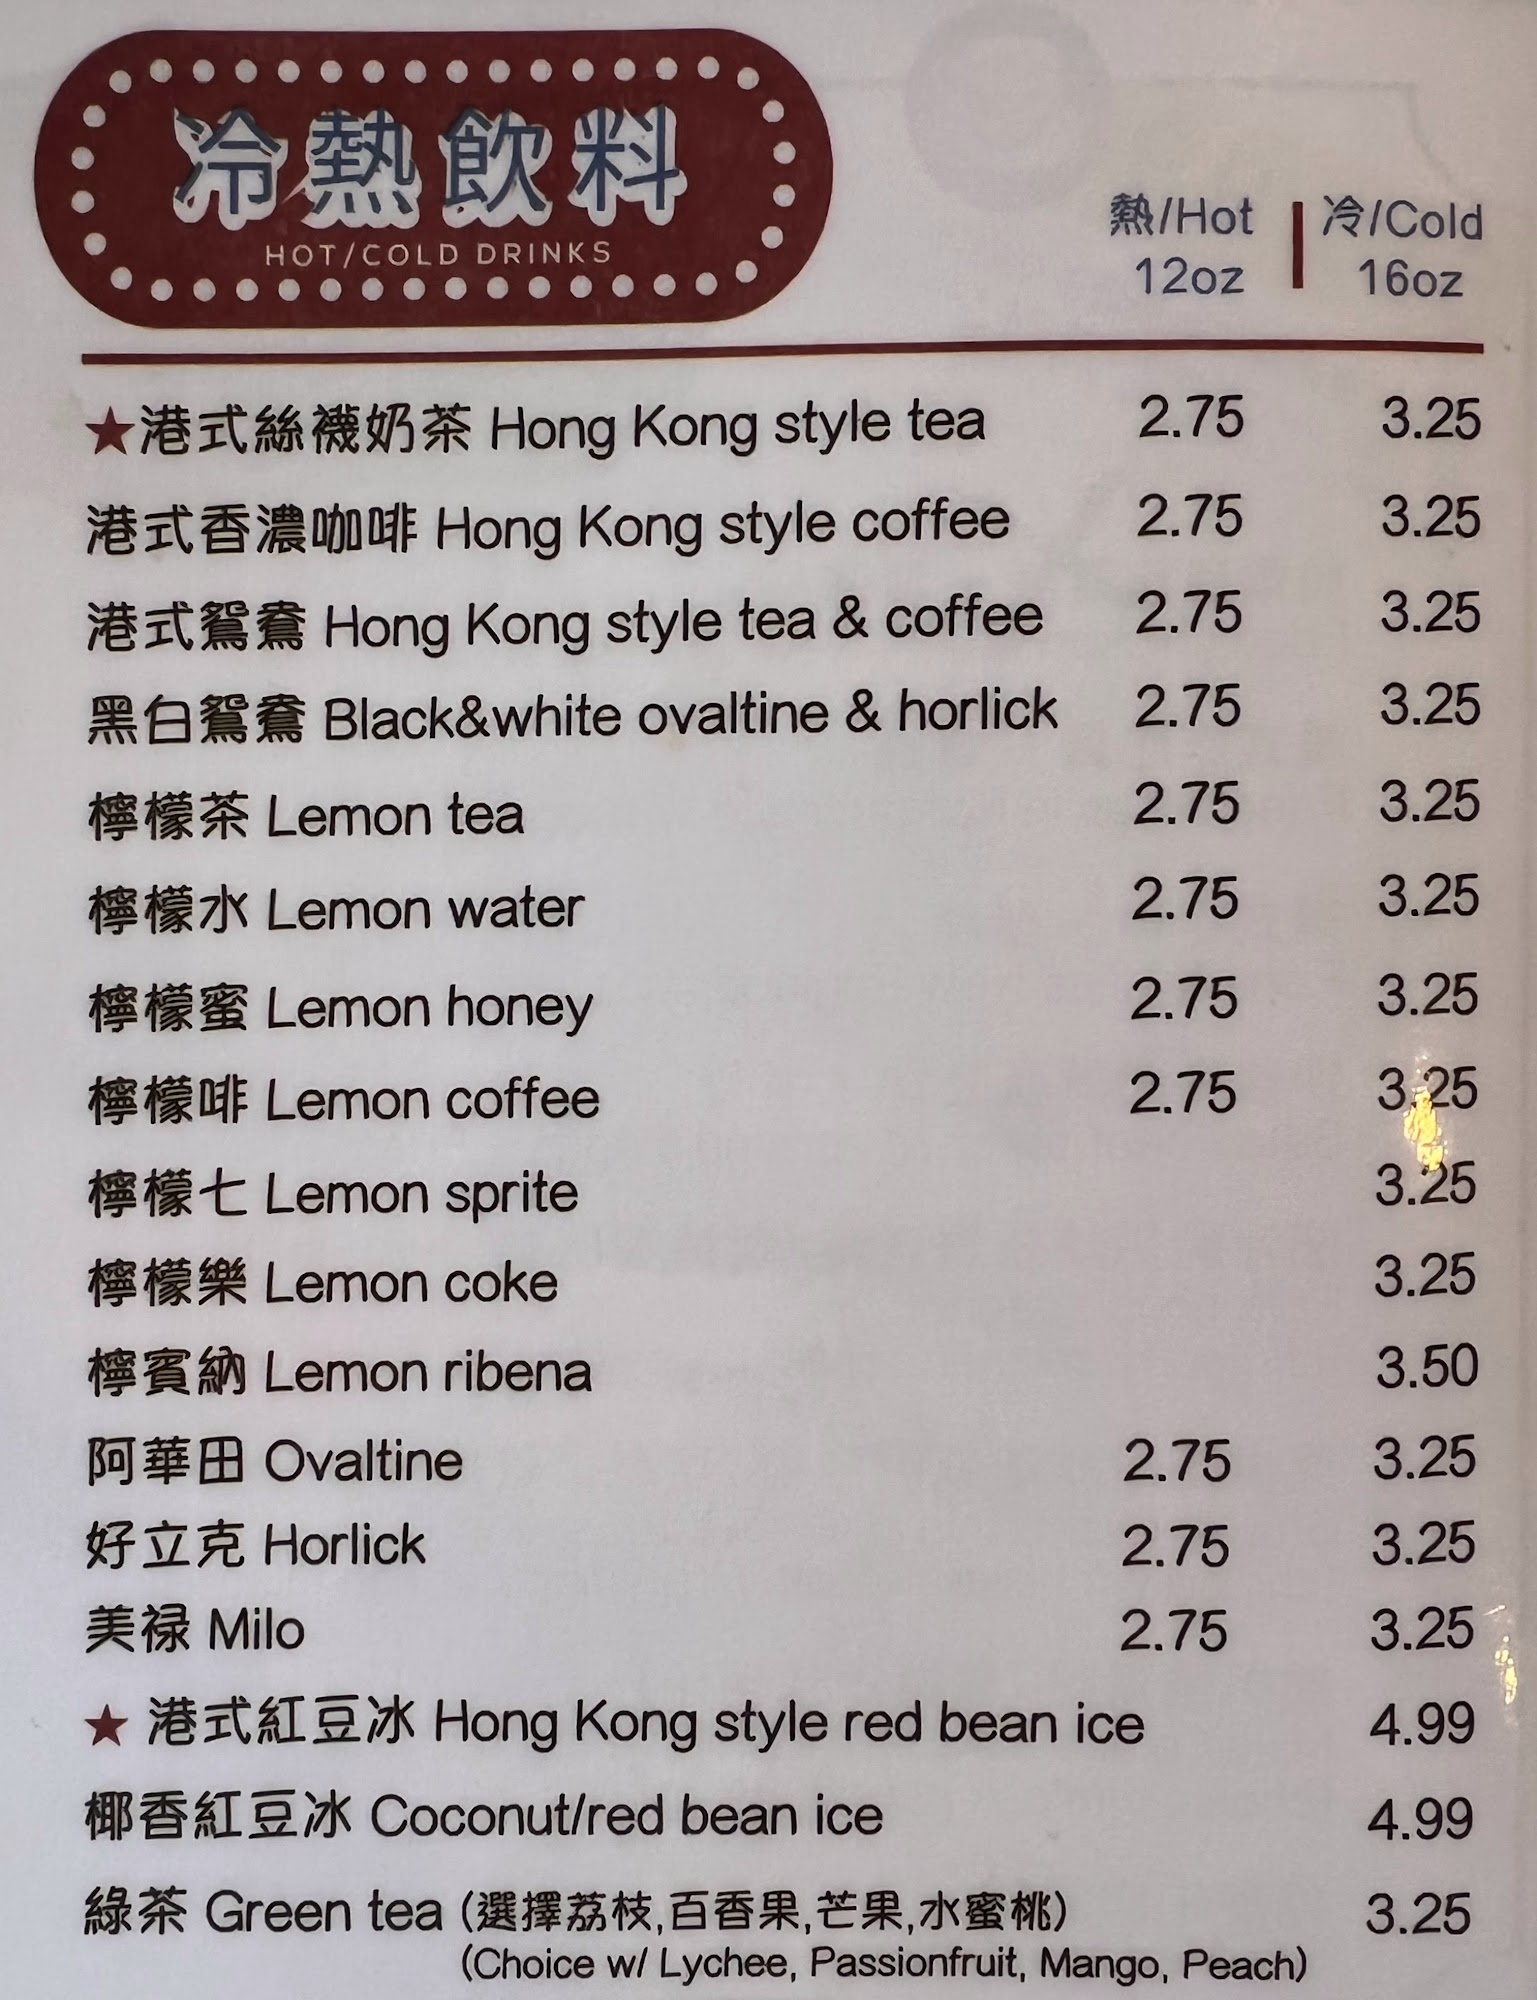 冷熱飲料
HOT/COLD DRINKS
熱/Hot 冷/Cold
12oz 16oz
★港式絲襪奶茶 Hong Kong style tea 2.75 3.25
港式香濃咖啡 Hong Kong style coffee 2.75 3.25
港式鴛鴦 Hong Kong style tea & coffee 2.75 3.25
黑白鴛鴦 Black&white ovaltine & horlick 2.75 3.25
檸檬茶 Lemon tea 2.75 3.25
檸檬水 Lemon water 2.75 3.25
檸檬蜜 Lemon honey 2.75 3.25
檸檬啡 Lemon coffee 2.75 3.25
檸檬七 Lemon sprite 3.25
檸檬樂 Lemon coke 3.25
檸賓納 Lemon ribena 3.50
阿華田 Ovaltine 2.75 3.25
好立克 Horlick 2.75 3.25
美禄 Milo 2.75 3.25
★ 港式紅豆冰 Hong Kong style red bean ice 4.99
椰香紅豆冰 Coconut/red bean ice 4.99
綠茶 Green tea (選擇荔枝,百香果,芒果,水蜜桃) 3.25
(Choice w/ Lychee, Passionfruit, Mango, Peach)